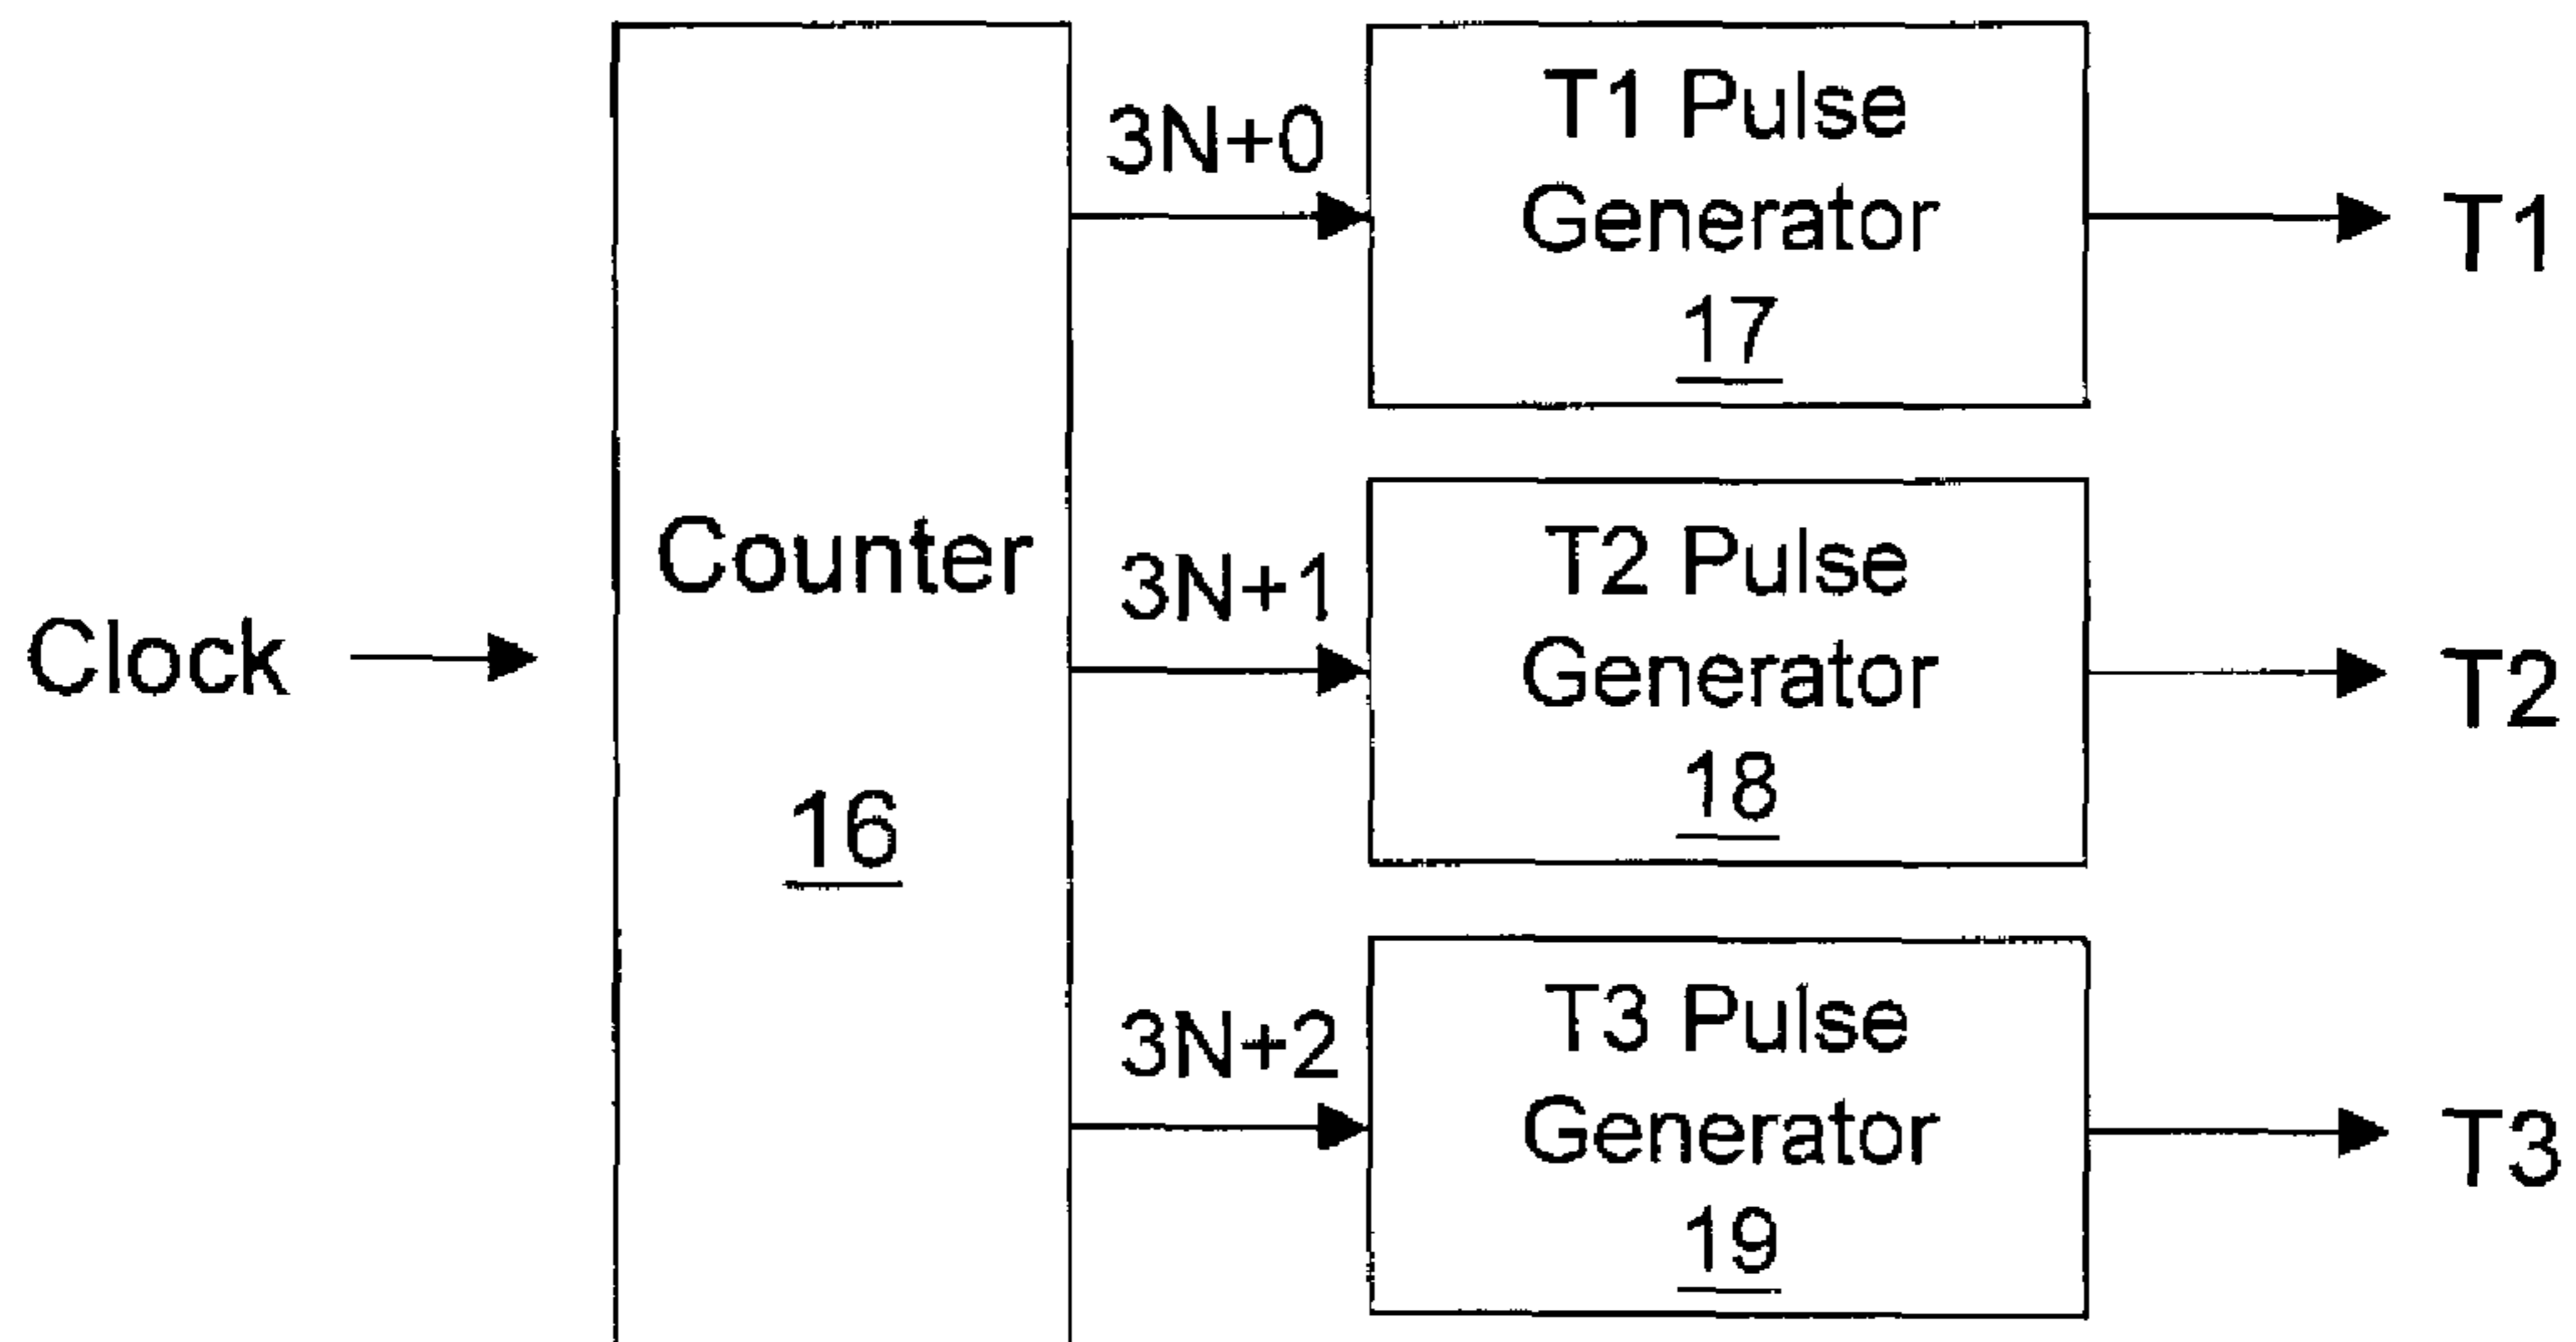 Clock
Counter
16
3N+0
T1 Pulse
Generator
17
T1
3N+1
T2 Pulse
Generator
18
T2
3N+2
T3 Pulse
Generator
19
T3